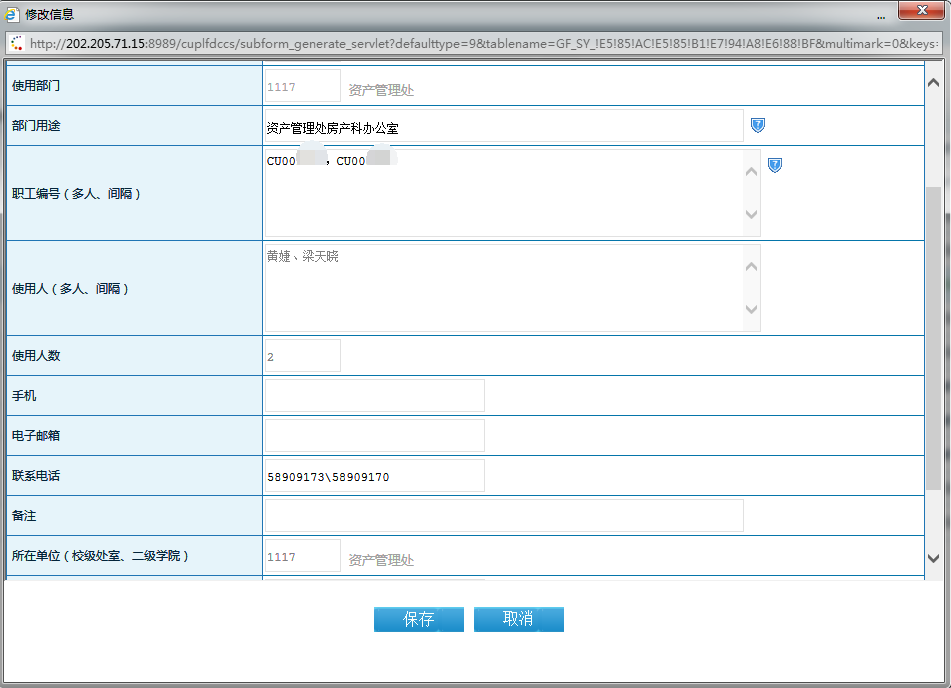 修改信息
...
http://202.205.71.15:8989/cuplfdccs/subform_generate_servlet?defaulttype=9&tablename=GF_SY_!E5!85!AC!E5!85!B1!E7!94!A8!E6!88!BF&multimark=0&keys=
使用部门 1117 资产管理处
部门用途 资产管理处房产科办公室
职工编号（多人、间隔） CU00 , CU00
使用人（多人、间隔） 黄婕、梁天晓
使用人数 2
手机
电子邮箱
联系电话 58909173\58909170
备注
所在单位（校级处室、二级学院） 1117 资产管理处
保存 取消